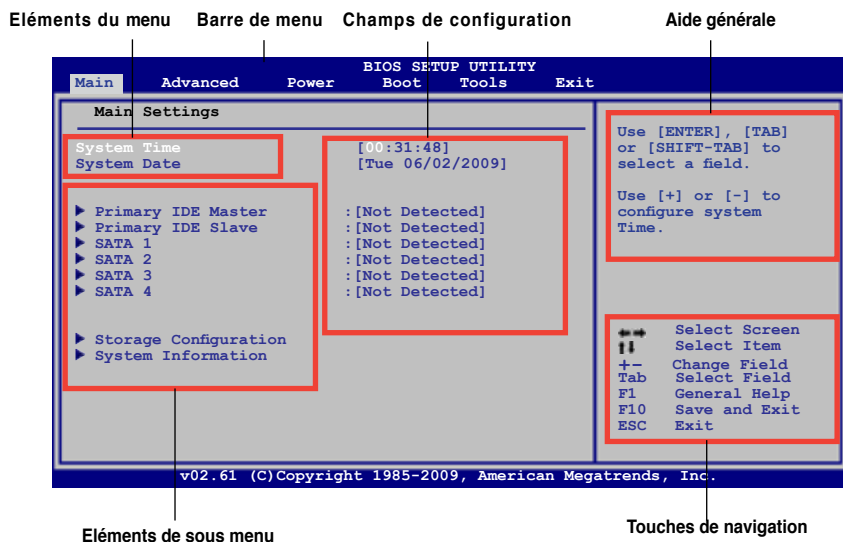 Eléments du menu Barre de menu Champs de configuration Aide générale
BIOS SETUP UTILITY
Main Advanced Power Boot Tools Exit
Main Settings
System Time [00:31:48]
System Date [Tue 06/02/2009]
Primary IDE Master :[Not Detected]
Primary IDE Slave :[Not Detected]
SATA 1 :[Not Detected]
SATA 2 :[Not Detected]
SATA 3 :[Not Detected]
SATA 4 :[Not Detected]
Storage Configuration
System Information
Use [ENTER], [TAB]
or [SHIFT-TAB] to
select a field.
Use [+] or [-] to
configure system
Time.
←→ Select Screen
↑↓ Select Item
+- Change Field
Tab Select Field
F1 General Help
F10 Save and Exit
ESC Exit
v02.61 (C)Copyright 1985-2009, American Megatrends, Inc.
Eléments de sous menu Touches de navigation